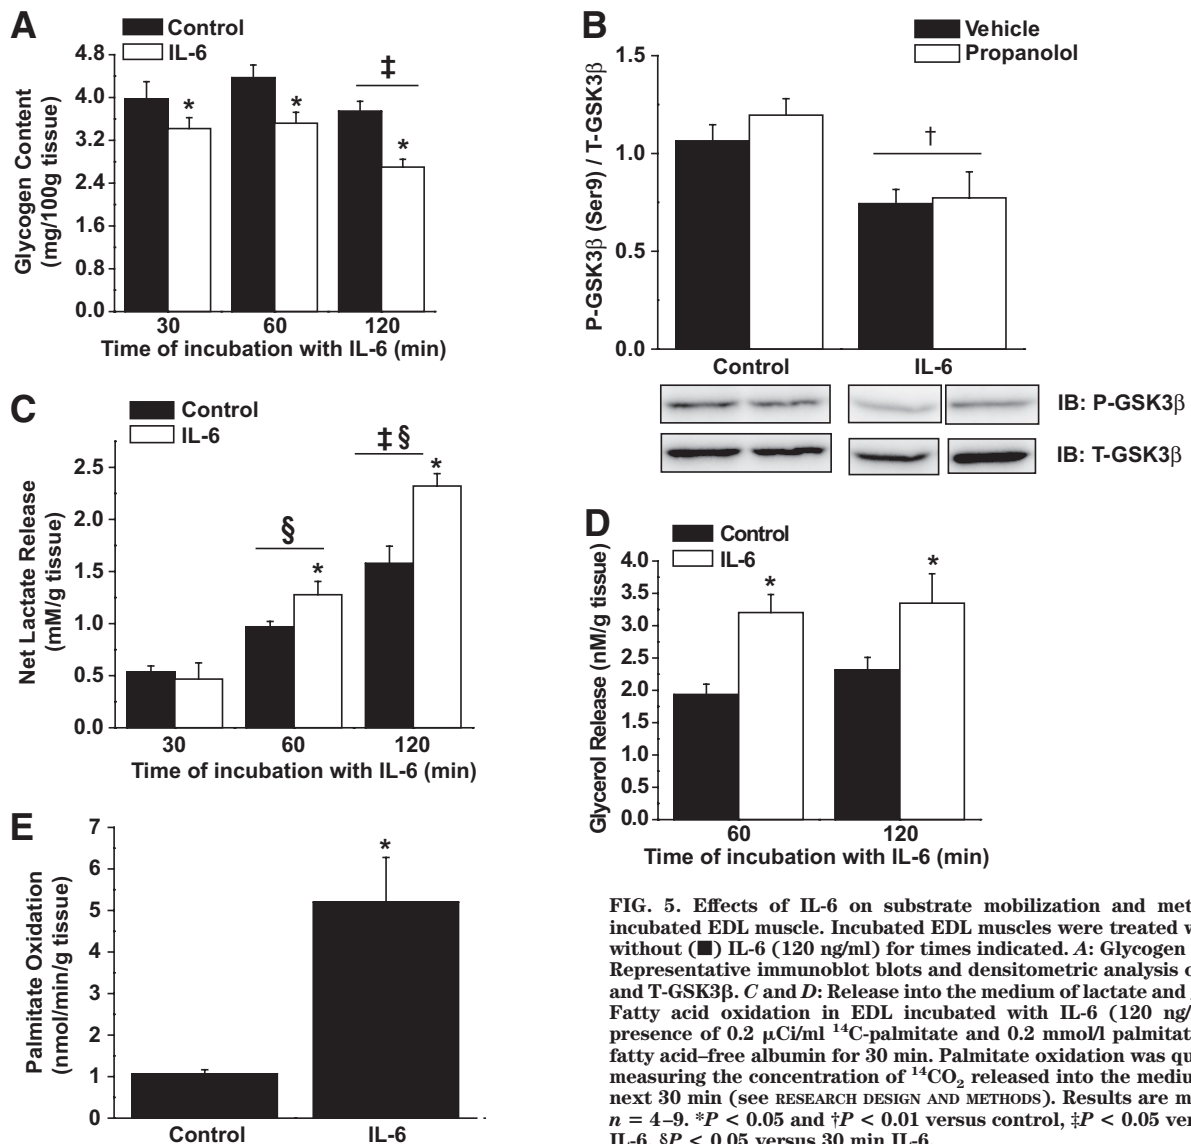 A
Control
IL-6
4.8
4.0
3.2
2.4
1.6
0.8
0.0
Glycogen Content
(mg/100g tissue)
*
*
‡
*
30 60 120
Time of incubation with IL-6 (min)
B
Vehicle
Propanolol
1.5
1.0
0.5
0.0
P-GSK3β (Ser9) / T-GSK3β
†
Control IL-6
IB: P-GSK3β
IB: T-GSK3β
C
Control
IL-6
2.5
2.0
1.5
1.0
0.5
0.0
Net Lactate Release
(mM/g tissue)
§
*
‡ §
*
30 60 120
Time of incubation with IL-6 (min)
D
Control
IL-6
4.0
3.5
3.0
2.5
2.0
1.5
1.0
0.5
0.0
Glycerol Release (nM/g tissue)
*
*
60 120
Time of incubation with IL-6 (min)
E
7
6
5
4
3
2
1
0
Palmitate Oxidation
(nmol/min/g tissue)
*
Control IL-6
FIG. 5. Effects of IL-6 on substrate mobilization and met
incubated EDL muscle. Incubated EDL muscles were treated w
without (■) IL-6 (120 ng/ml) for times indicated. A: Glycogen
Representative immunoblot blots and densitometric analysis o
and T-GSK3β. C and D: Release into the medium of lactate and
Fatty acid oxidation in EDL incubated with IL-6 (120 ng/
presence of 0.2 μCi/ml ¹⁴C-palmitate and 0.2 mmol/l palmitat
fatty acid–free albumin for 30 min. Palmitate oxidation was qu
measuring the concentration of ¹⁴CO₂ released into the mediu
next 30 min (see RESEARCH DESIGN AND METHODS). Results are m
n = 4–9. *P < 0.05 and †P < 0.01 versus control, ‡P < 0.05 ver
IL-6, §P < 0.05 versus 30 min IL-6